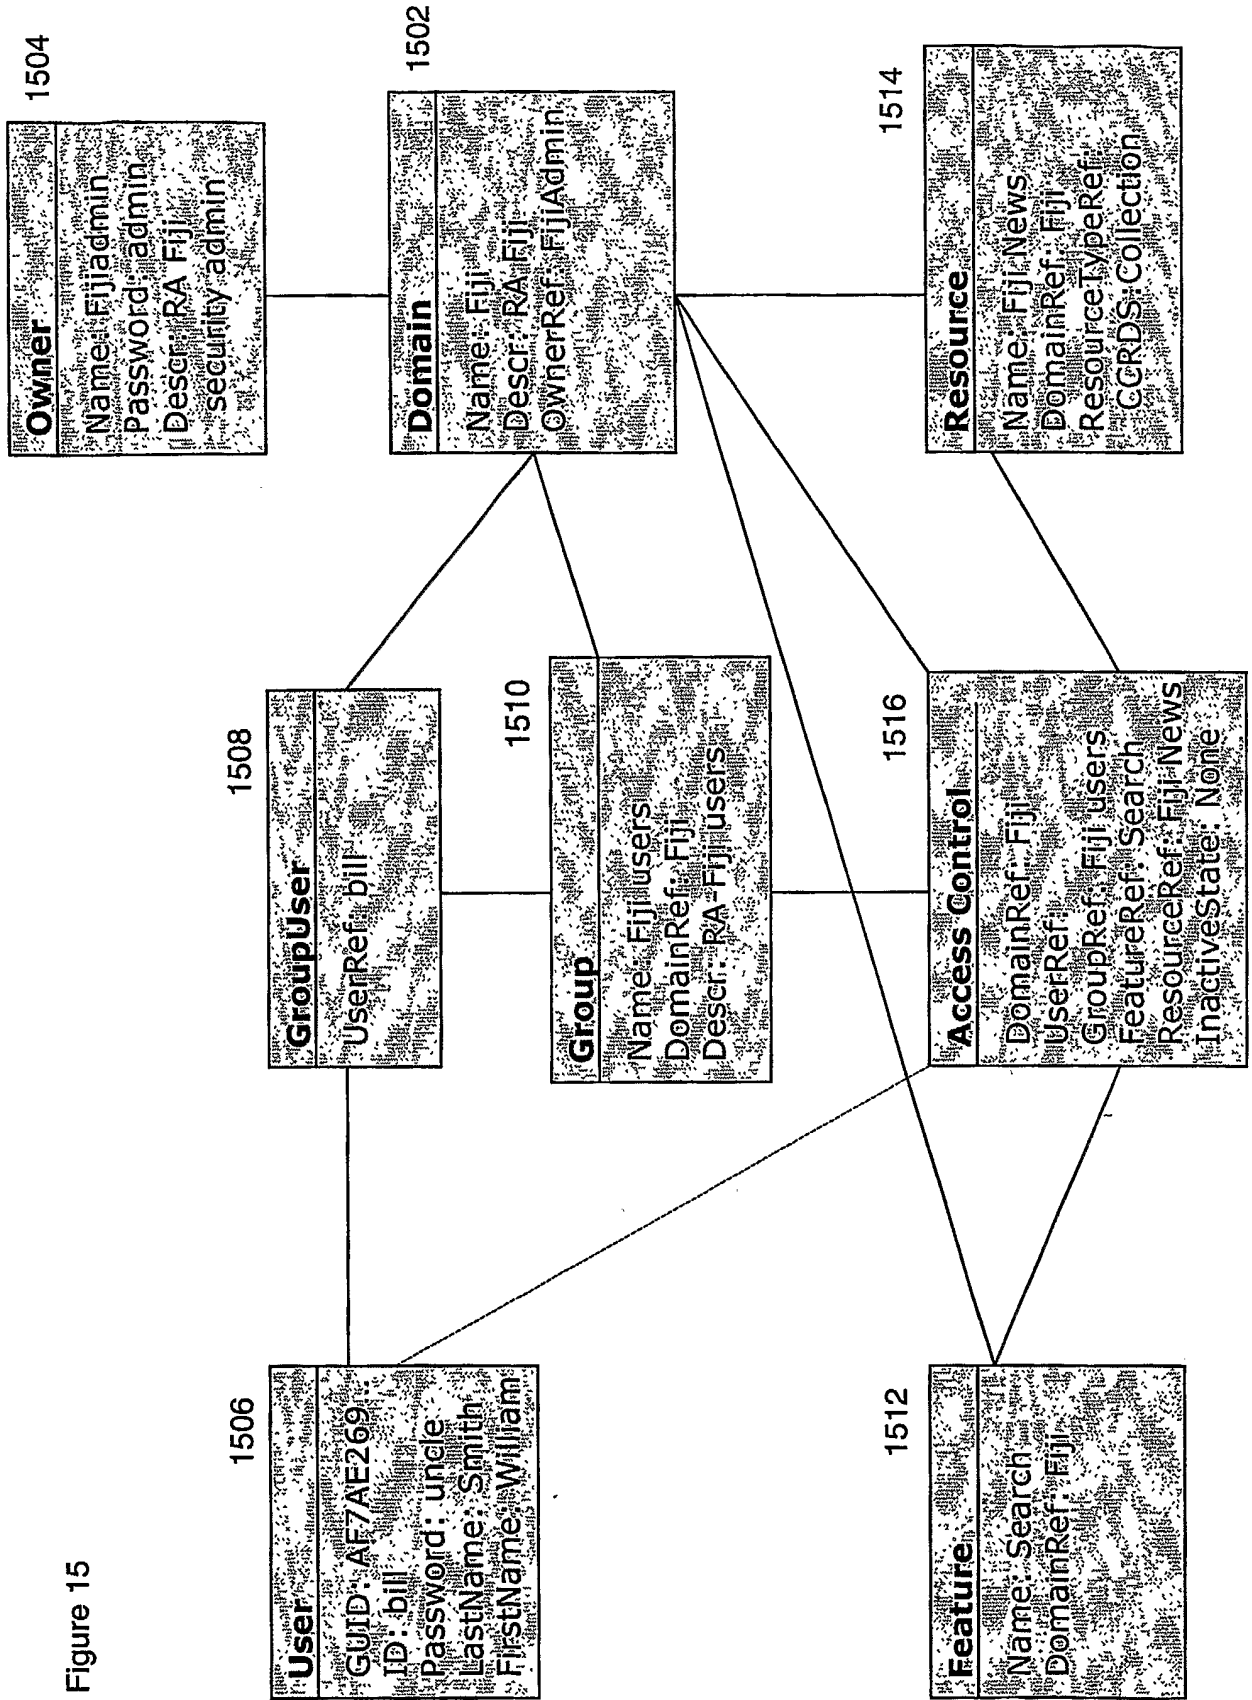 Figure 15
1506
User
GUID: AF7AE269...
ID: bill
Password: uncle
LastName: Smith
FirstName: William
1508
GroupUser
UserRef: bill
1504
Owner
Name: Fijiadmin
Password: admin
Descr: RA Fiji
security admin
1502
Domain
Name: Fiji
Descr: RA Fiji
OwnerRef: FijiAdmin
1510
Group
Name: Fiji users
DomainRef: Fiji
Descr: RA-Fiji users
1512
Feature
Name: Search
DomainRef: Fiji
1516
Access Control
DomainRef: Fiji
UserRef:
GroupRef: Fiji users
FeatureRef: Search
ResourceRef: Fiji News
InactiveState: None
1514
Resource
Name: Fiji News
DomainRef: Fiji
ResourceTypeRef:
CCRDS:Collection